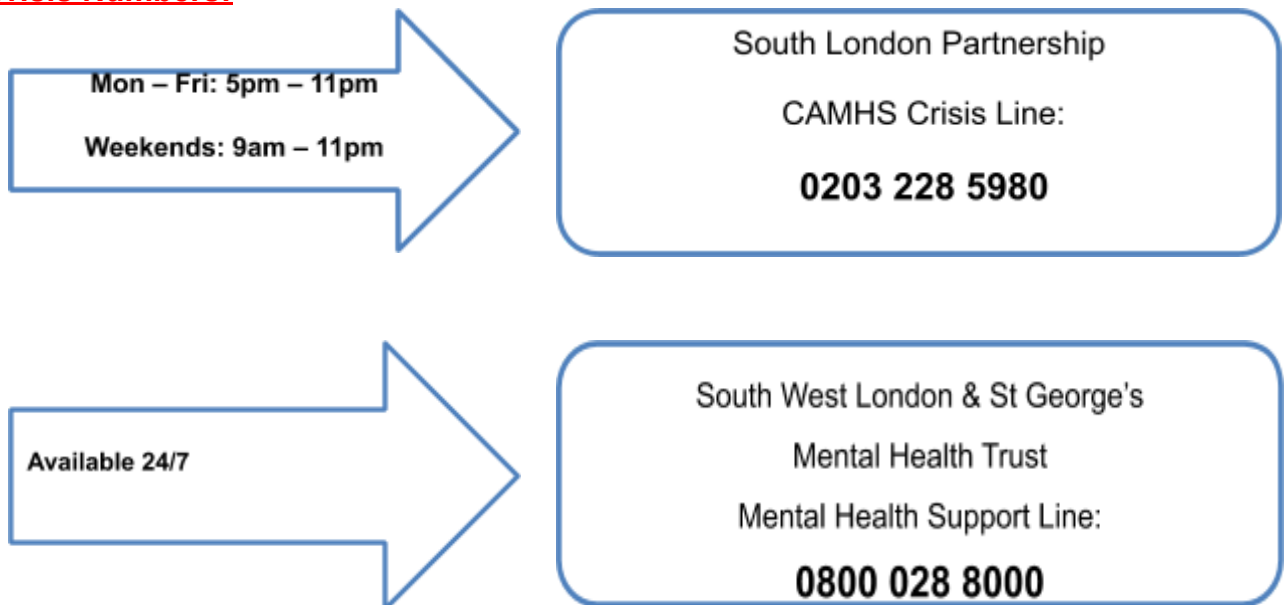 Mon – Fri: 5pm – 11pm
Weekends: 9am – 11pm
South London Partnership
CAMHS Crisis Line:
0203 228 5980
Available 24/7
South West London & St George’s
Mental Health Trust
Mental Health Support Line:
0800 028 8000